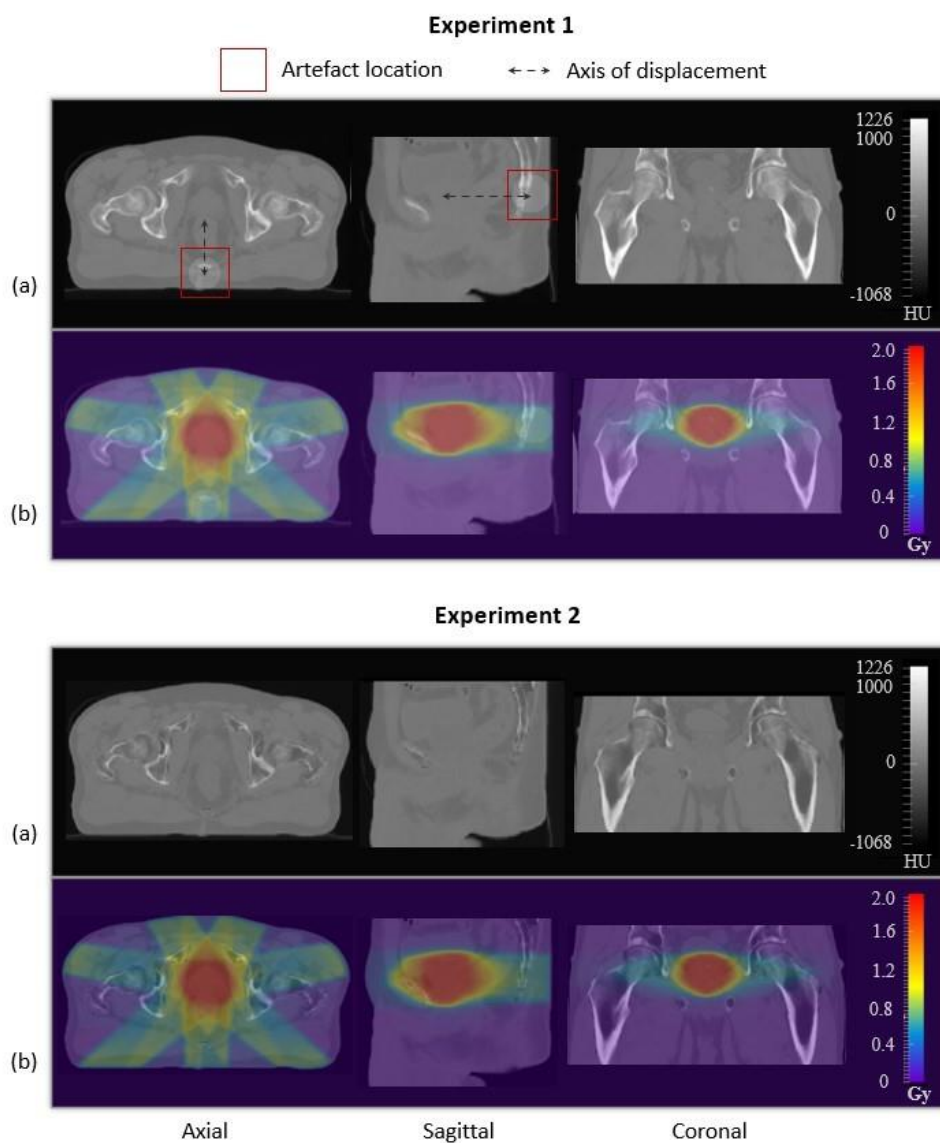 Experiment 1
Artefact location
Axis of displacement
1226
1000
0
-1068
HU
(a)
2.0
1.6
1.2
0.8
0.4
0
Gy
(b)
Experiment 2
1226
1000
0
-1068
HU
(a)
2.0
1.6
1.2
0.8
0.4
0
Gy
(b)
Axial
Sagittal
Coronal